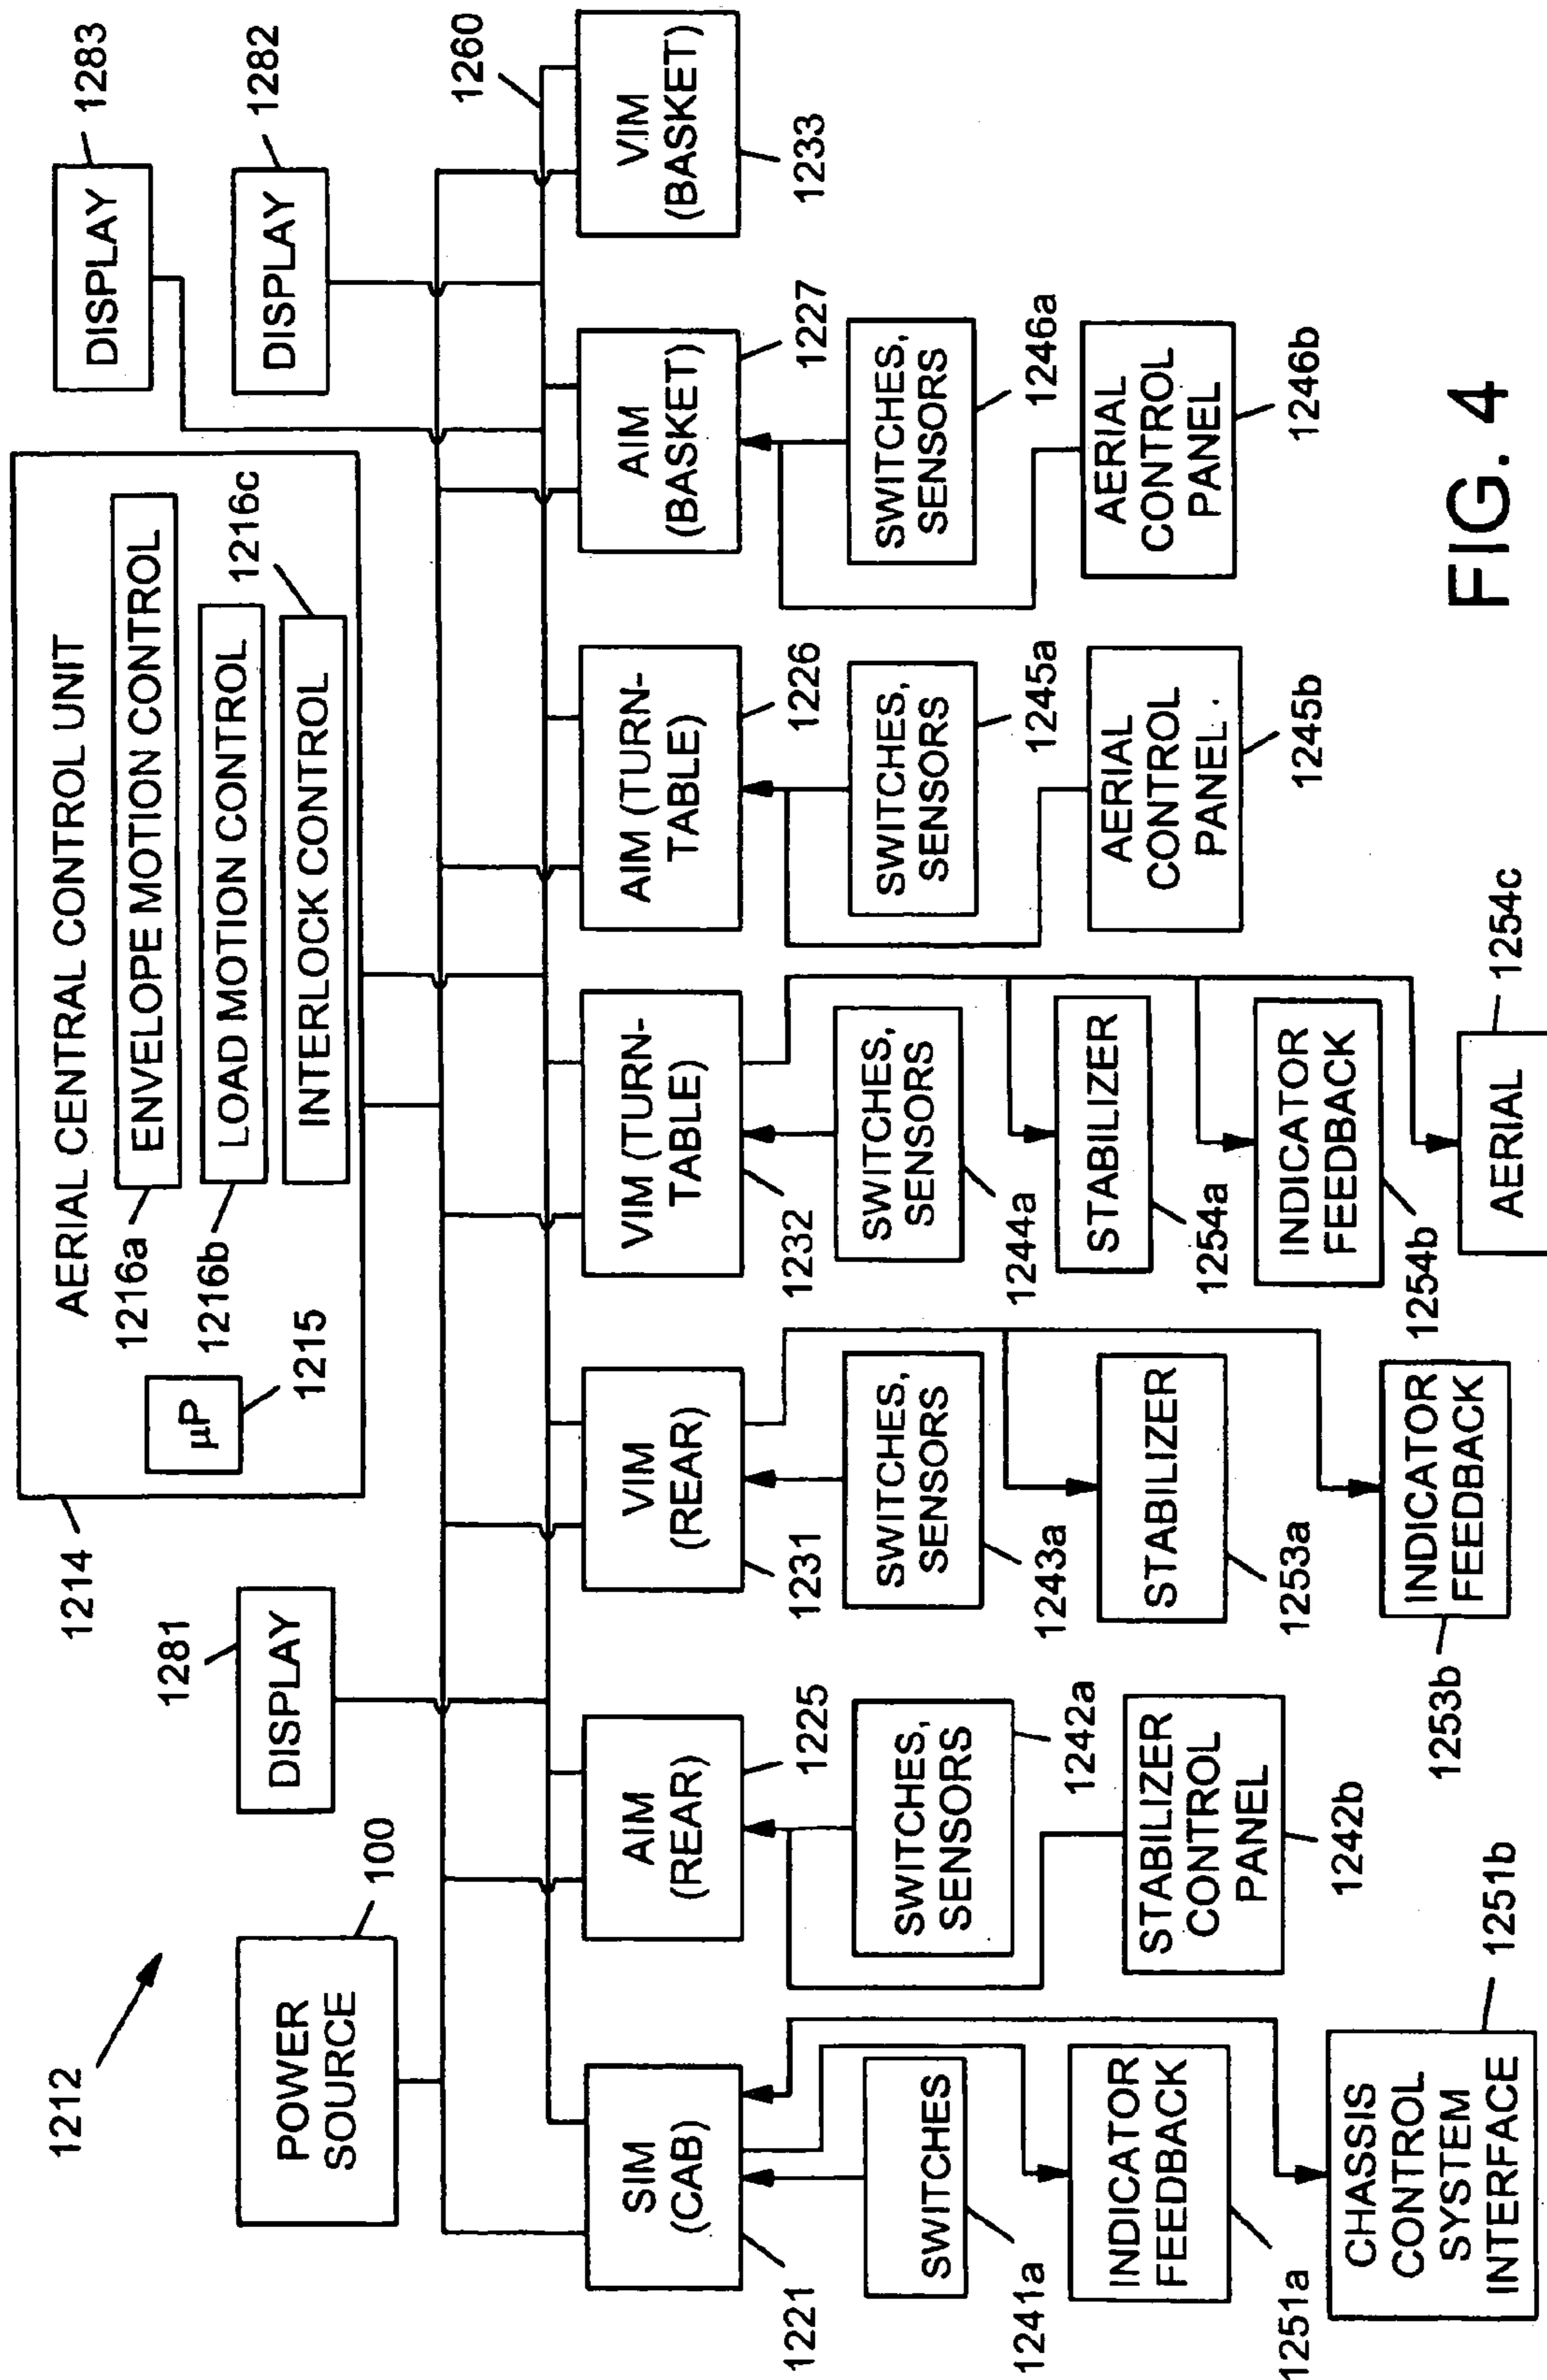 1212
POWER
SOURCE
100
DISPLAY
1281
1214
AERIAL CENTRAL CONTROL UNIT
µP
1215
1216a
ENVELOPE MOTION CONTROL
1216b
LOAD MOTION CONTROL
INTERLOCK CONTROL
1216c
DISPLAY
1283
DISPLAY
1282
1260
SIM
(CAB)
1221
AIM
(REAR)
1225
VIM
(REAR)
1231
VIM (TURN-
TABLE)
1232
AIM (TURN-
TABLE)
1226
AIM
(BASKET)
1227
VIM
(BASKET)
1233
SWITCHES
1241a
SWITCHES,
SENSORS
1242a
SWITCHES,
SENSORS
1243a
SWITCHES,
SENSORS
1244a
SWITCHES,
SENSORS
1245a
SWITCHES,
SENSORS
1246a
INDICATOR
FEEDBACK
1251a
STABILIZER
CONTROL
PANEL
1242b
STABILIZER
1253a
STABILIZER
1254a
AERIAL
CONTROL
PANEL
1245b
AERIAL
CONTROL
PANEL
1246b
CHASSIS
CONTROL
SYSTEM
INTERFACE
1251b
INDICATOR
FEEDBACK
1253b
INDICATOR
FEEDBACK
1254b
AERIAL
1254c
FIG. 4